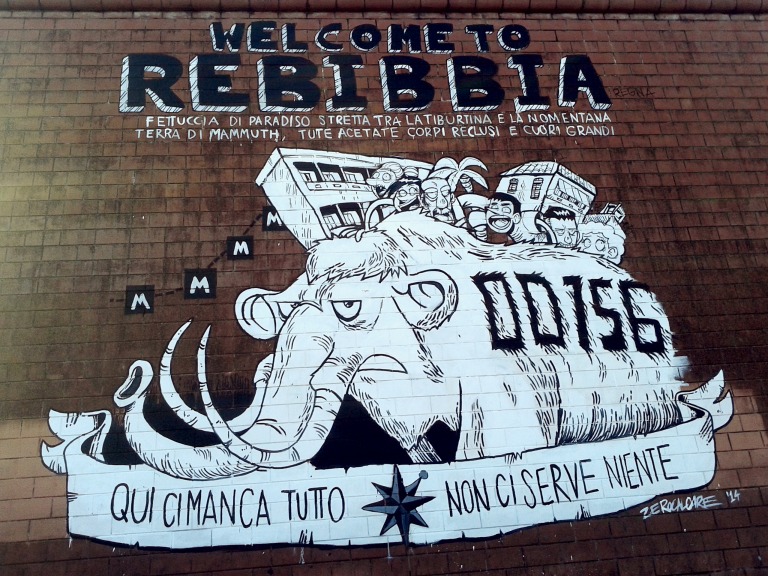 WELCOME TO
REBIBBIA
FETTUCCIA DI PARADISO STRETTA TRA LA TIBURTINA E LA NOMENTANA
TERRA DI MAMMUTH, TUTE ACETATE, CORPI RECLUSI E CUORI GRANDI
M
M
M
M
00156
QUI CI MANCA TUTTO NON CI SERVE NIENTE
ZEROCALCARE '14